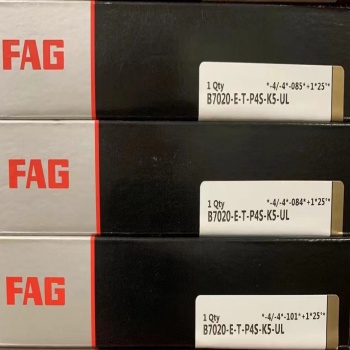 FAG
1 Qty *-4/-4*-085*+1*25'*
B7020-E-T-P4S-K5-UL
FAG
1 Qty *-4/-4*-084*+1*25'*
B7020-E-T-P4S-K5-UL
FAG
1 Qty *-4/-4*-101*+1*25'*
B7020-E-T-P4S-K5-UL